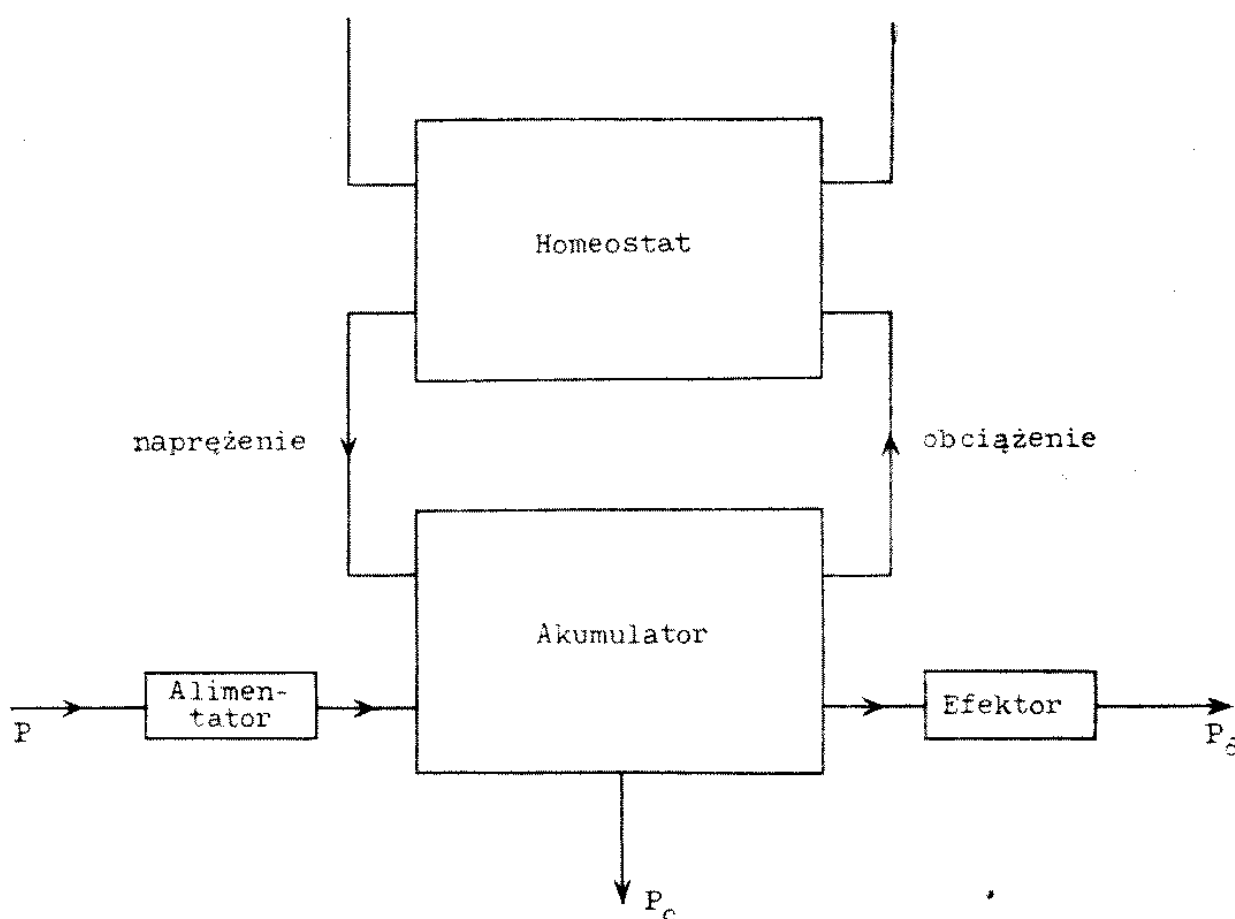 Homeostat
naprężenie
obciążenie
Akumulator
Alimen-
tator
Efektor
P
P
P